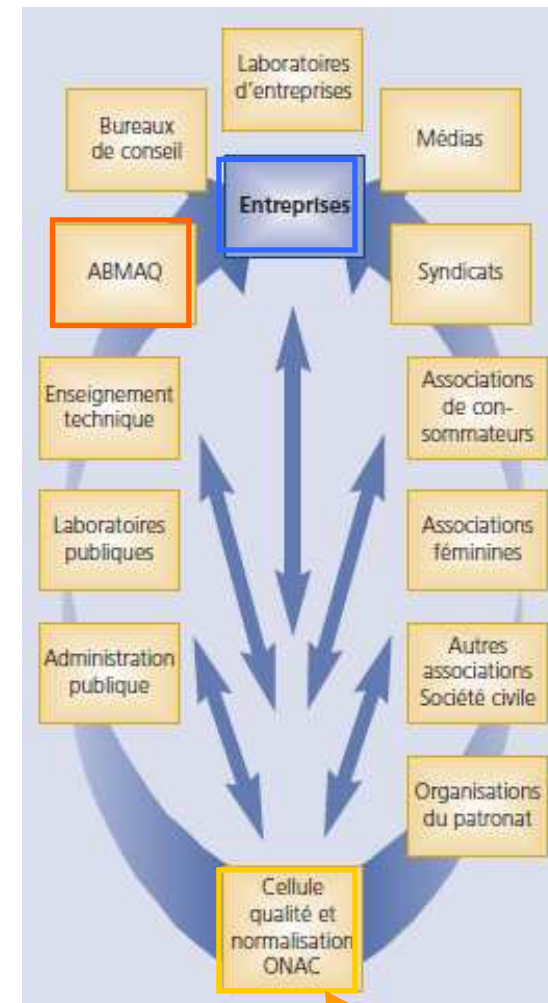 Laboratoires
d'entreprises
Bureaux
de conseil
Médias
Entreprises
ABMAQ
Syndicats
Enseignement
technique
Associations
de con-
sommateurs
Laboratoires
publiques
Associations
féminines
Administration
publique
Autres
associations
Société civile
Organisations
du patronat
Cellule
qualité et
normalisation
ONAC